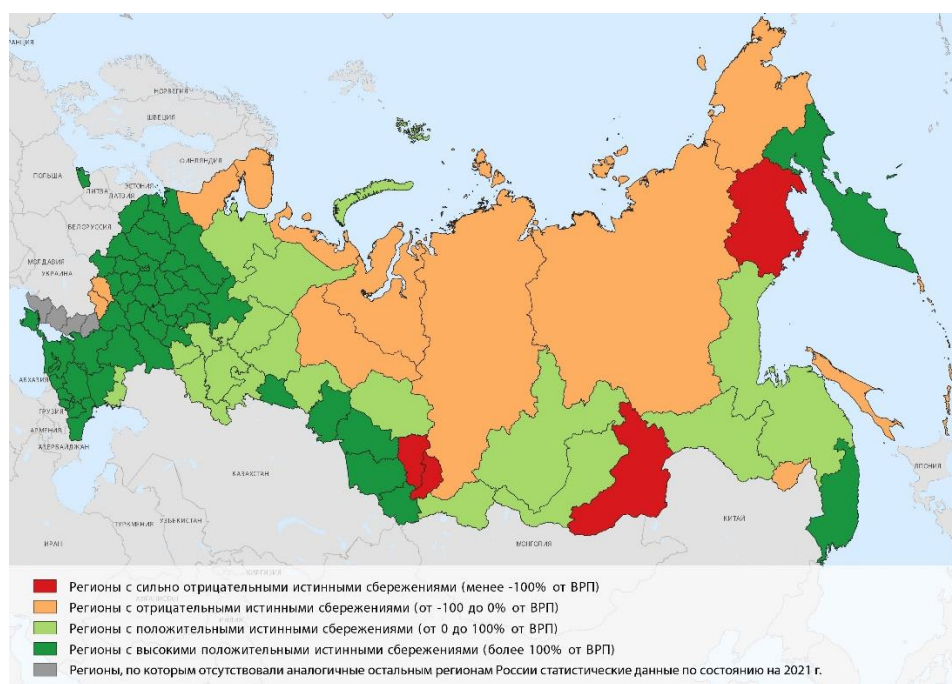 НОРВЕГИЯ
ШВЕЦИЯ
ФИНЛЯНДИЯ
ПОЛЬША
ЛИТВА
ЭСТОНИЯ
ЛАТВИЯ
БЕЛОРУССИЯ
МОЛДАВИЯ
УКРАИНА
АБХАЗИЯ
ГРУЗИЯ
АРМЕНИЯ
АЗЕРБАЙДЖАН
КАЗАХСТАН
ЯПОНИЯ
ТУРКМЕНИЯ
УЗБЕКИСТАН
КИТАЙ
ИРАН
МОНГОЛИЯ
Регионы с сильно отрицательными истинными сбережениями (менее -100% от ВРП)
Регионы с отрицательными истинными сбережениями (от -100 до 0% от ВРП)
Регионы с положительными истинными сбережениями (от 0 до 100% от ВРП)
Регионы с высокими положительными истинными сбережениями (более 100% от ВРП)
Регионы, по которым отсутствовали аналогичные остальным регионам России статистические данные по состоянию на 2021 г.